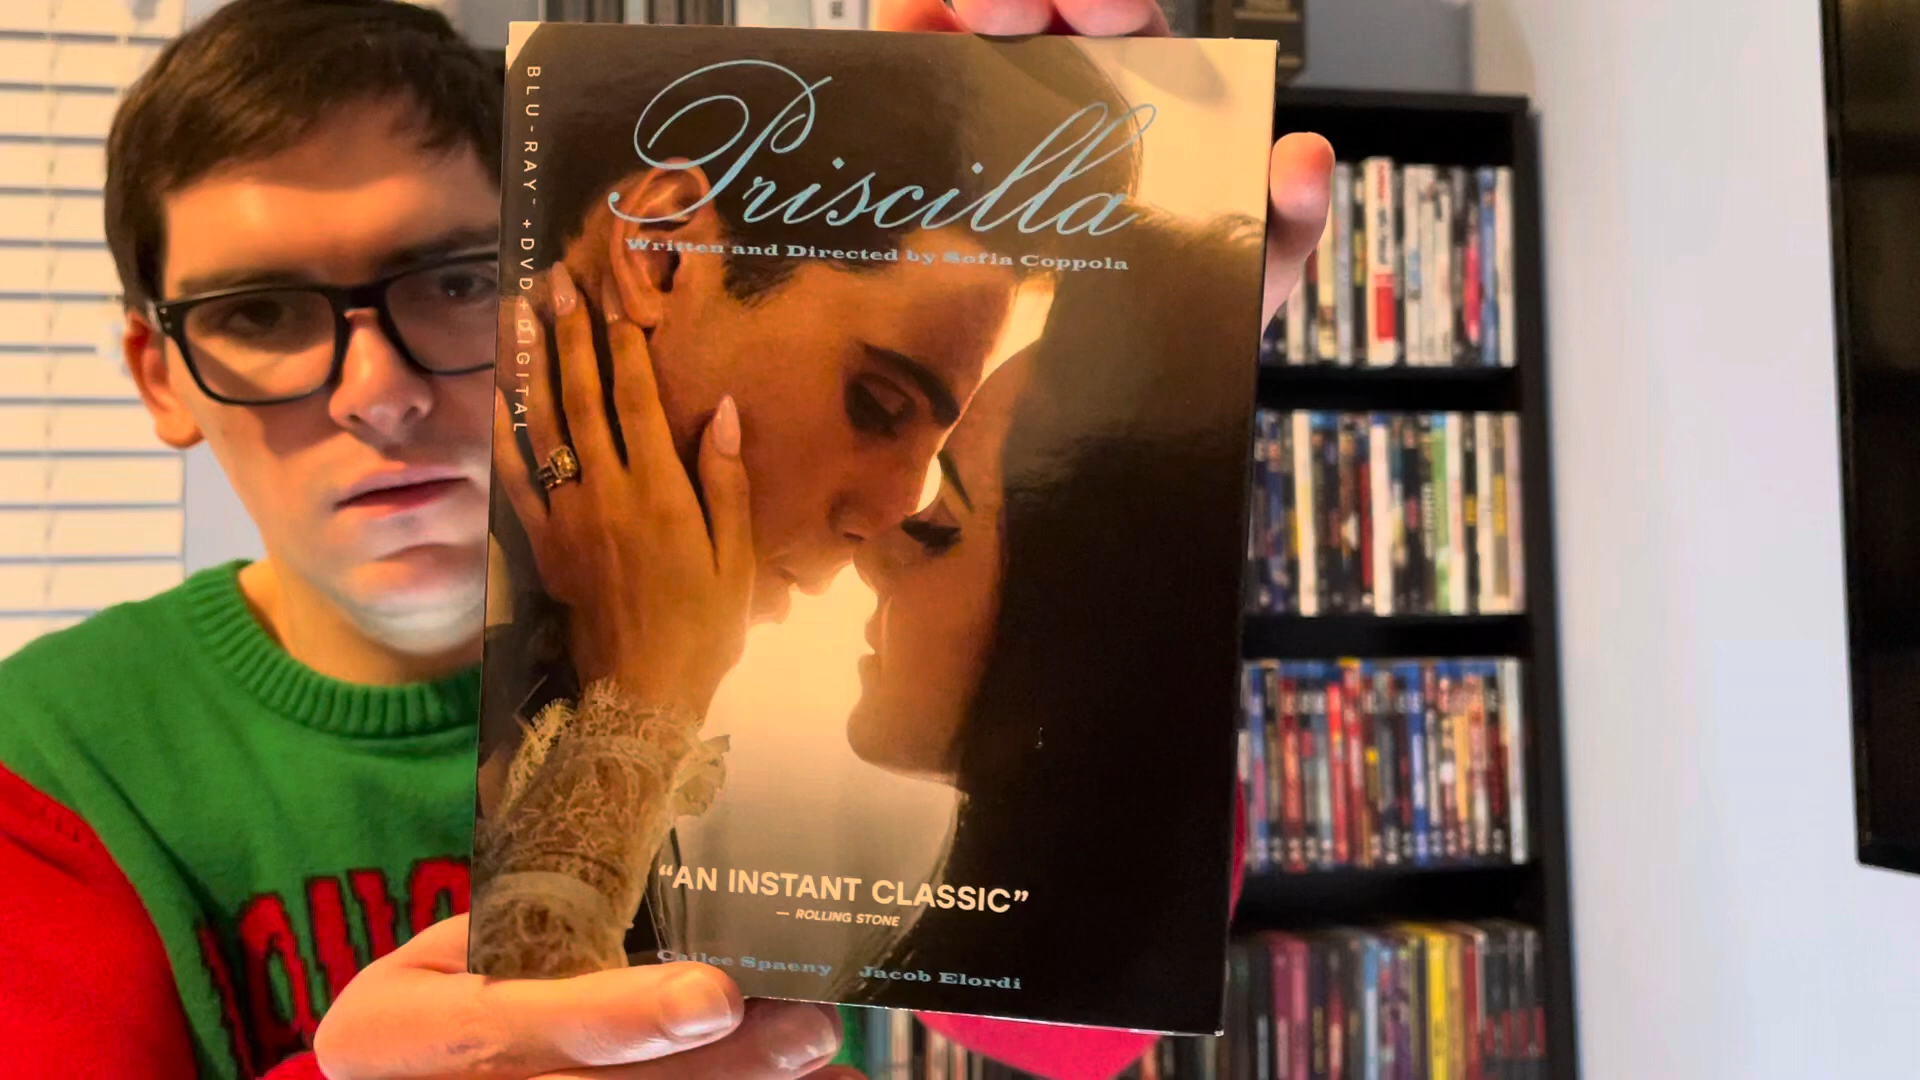 Priscilla
Written and Directed by Sofia Coppola
BLU-RAY + DVD + DIGITAL
“AN INSTANT CLASSIC”
— ROLLING STONE
Cailee Spaeny Jacob Elordi